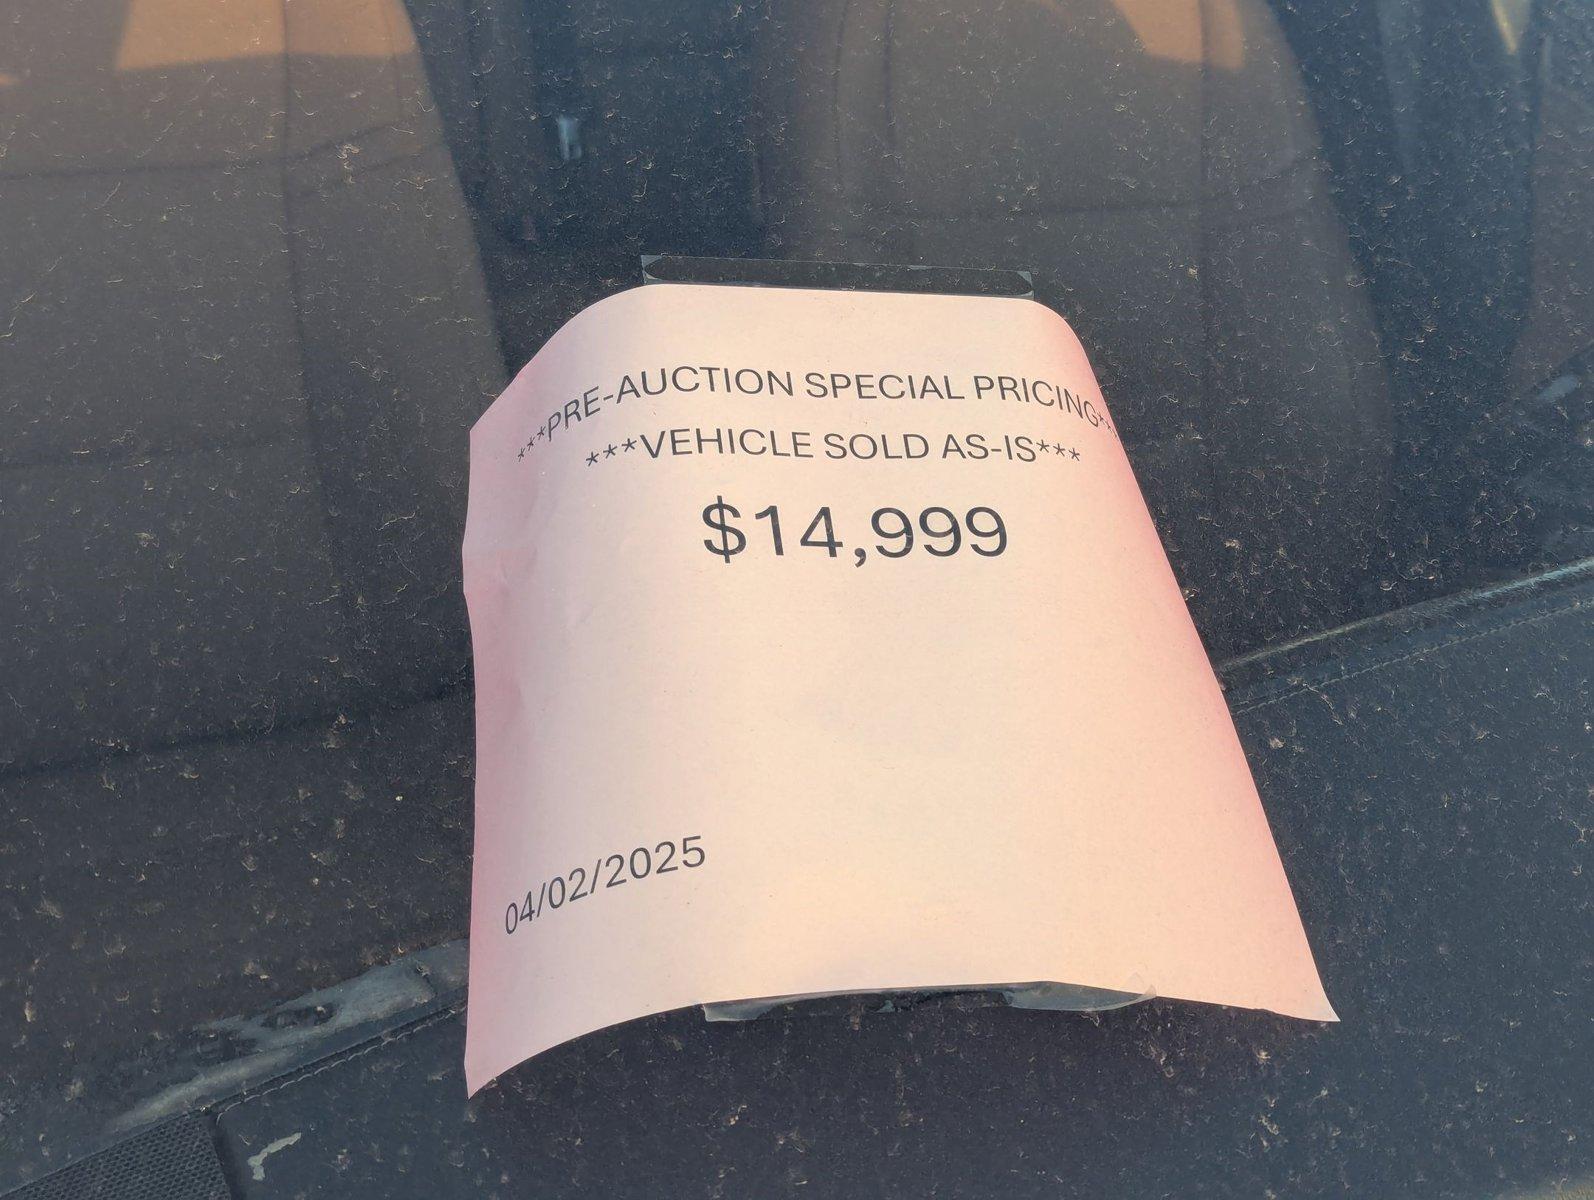 ***PRE-AUCTION SPECIAL PRICING***
***VEHICLE SOLD AS-IS***
$14,999
04/02/2025